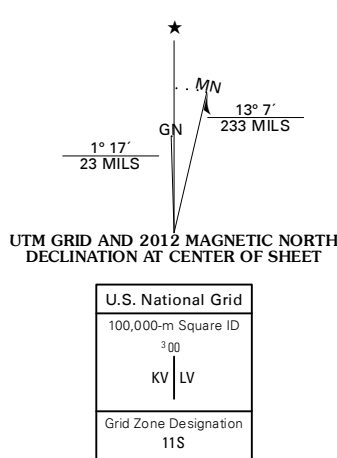 ★
MN
GN
13° 7´
233 MILS
1° 17´
23 MILS
UTM GRID AND 2012 MAGNETIC NORTH
DECLINATION AT CENTER OF SHEET
U.S. National Grid
100,000-m Square ID
³00
KV LV
Grid Zone Designation
11S